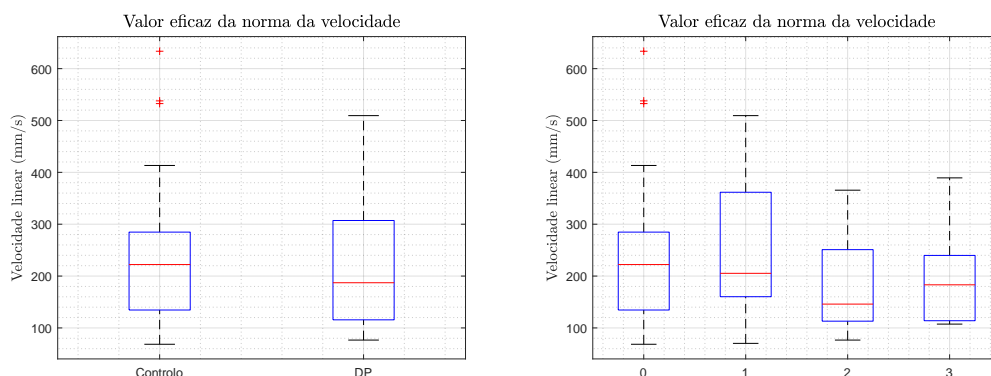 Valor eficaz da norma da velocidade
Velocidade linear (mm/s)
600
500
400
300
200
100
Controlo
DP
Valor eficaz da norma da velocidade
Velocidade linear (mm/s)
600
500
400
300
200
100
0
1
2
3